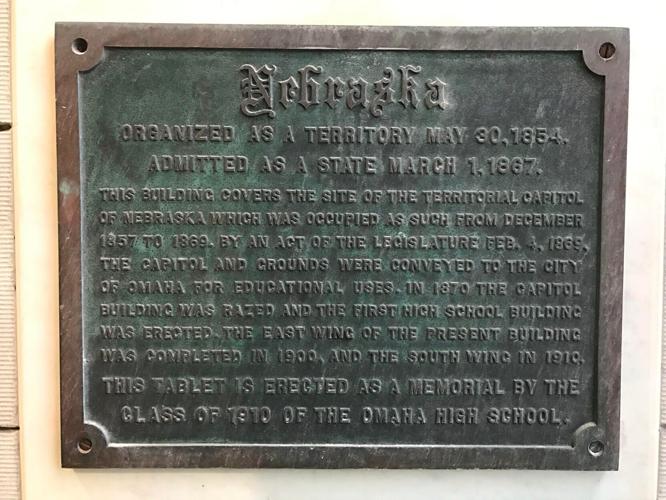 Nebraska
ORGANIZED AS A TERRITORY MAY 30, 1854.
ADMITTED AS A STATE MARCH 1, 1867.
THIS BUILDING COVERS THE SITE OF THE TERRITORIAL CAPITOL
OF NEBRASKA WHICH WAS OCCUPIED AS SUCH FROM DECEMBER
1857 TO 1869. BY AN ACT OF THE LEGISLATURE FEB. 4, 1869,
THE CAPITOL AND GROUNDS WERE CONVEYED TO THE CITY
OF OMAHA FOR EDUCATIONAL USES. IN 1870 THE CAPITOL
BUILDING WAS RAZED AND THE FIRST HIGH SCHOOL BUILDING
WAS ERECTED. THE EAST WING OF THE PRESENT BUILDING
WAS COMPLETED IN 1900, AND THE SOUTH WING IN 1910.
THIS TABLET IS ERECTED AS A MEMORIAL BY THE
CLASS OF 1910 OF THE OMAHA HIGH SCHOOL.